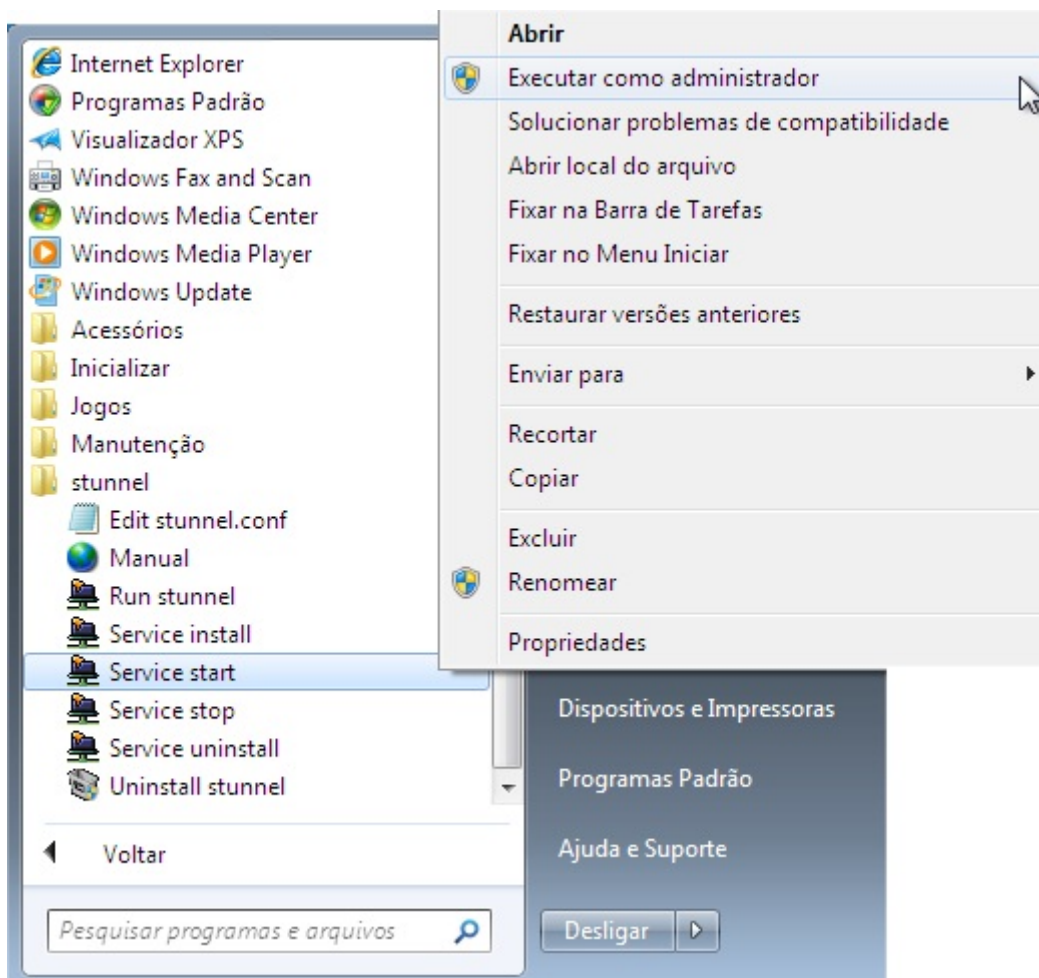 Internet Explorer
Programas Padrão
Visualizador XPS
Windows Fax and Scan
Windows Media Center
Windows Media Player
Windows Update
Acessórios
Inicializar
Jogos
Manutenção
stunnel
Edit stunnel.conf
Manual
Run stunnel
Service install
Service start
Service stop
Service uninstall
Uninstall stunnel
Voltar
Pesquisar programas e arquivos
Abrir
Executar como administrador
Solucionar problemas de compatibilidade
Abrir local do arquivo
Fixar na Barra de Tarefas
Fixar no Menu Iniciar
Restaurar versões anteriores
Enviar para
Recortar
Copiar
Excluir
Renomear
Propriedades
Dispositivos e Impressoras
Programas Padrão
Ajuda e Suporte
Desligar